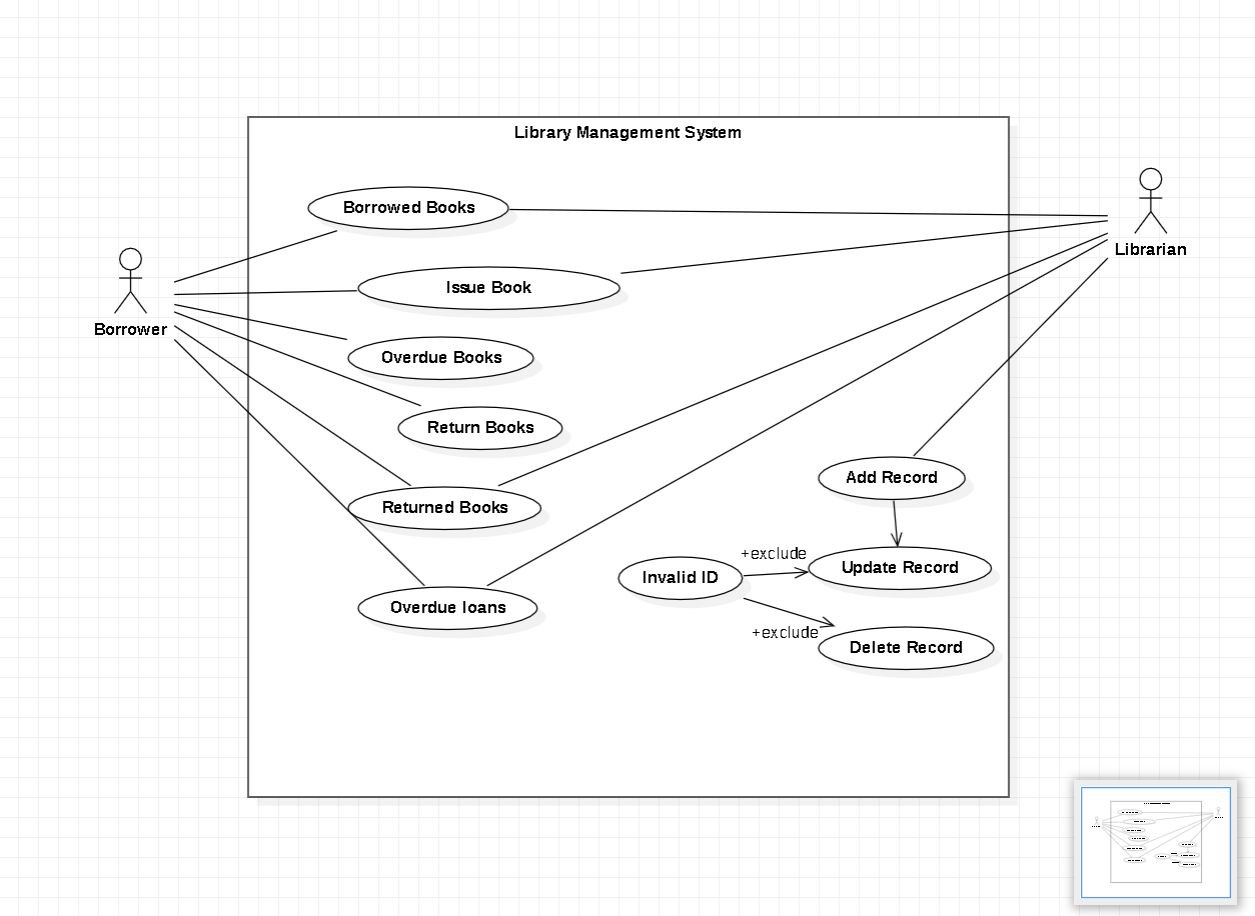 Library Management System
Borrowed Books
Librarian
Issue Book
Borrower
Overdue Books
Return Books
Add Record
Returned Books
+exclude
Update Record
Invalid ID
Overdue loans
+exclude
Delete Record